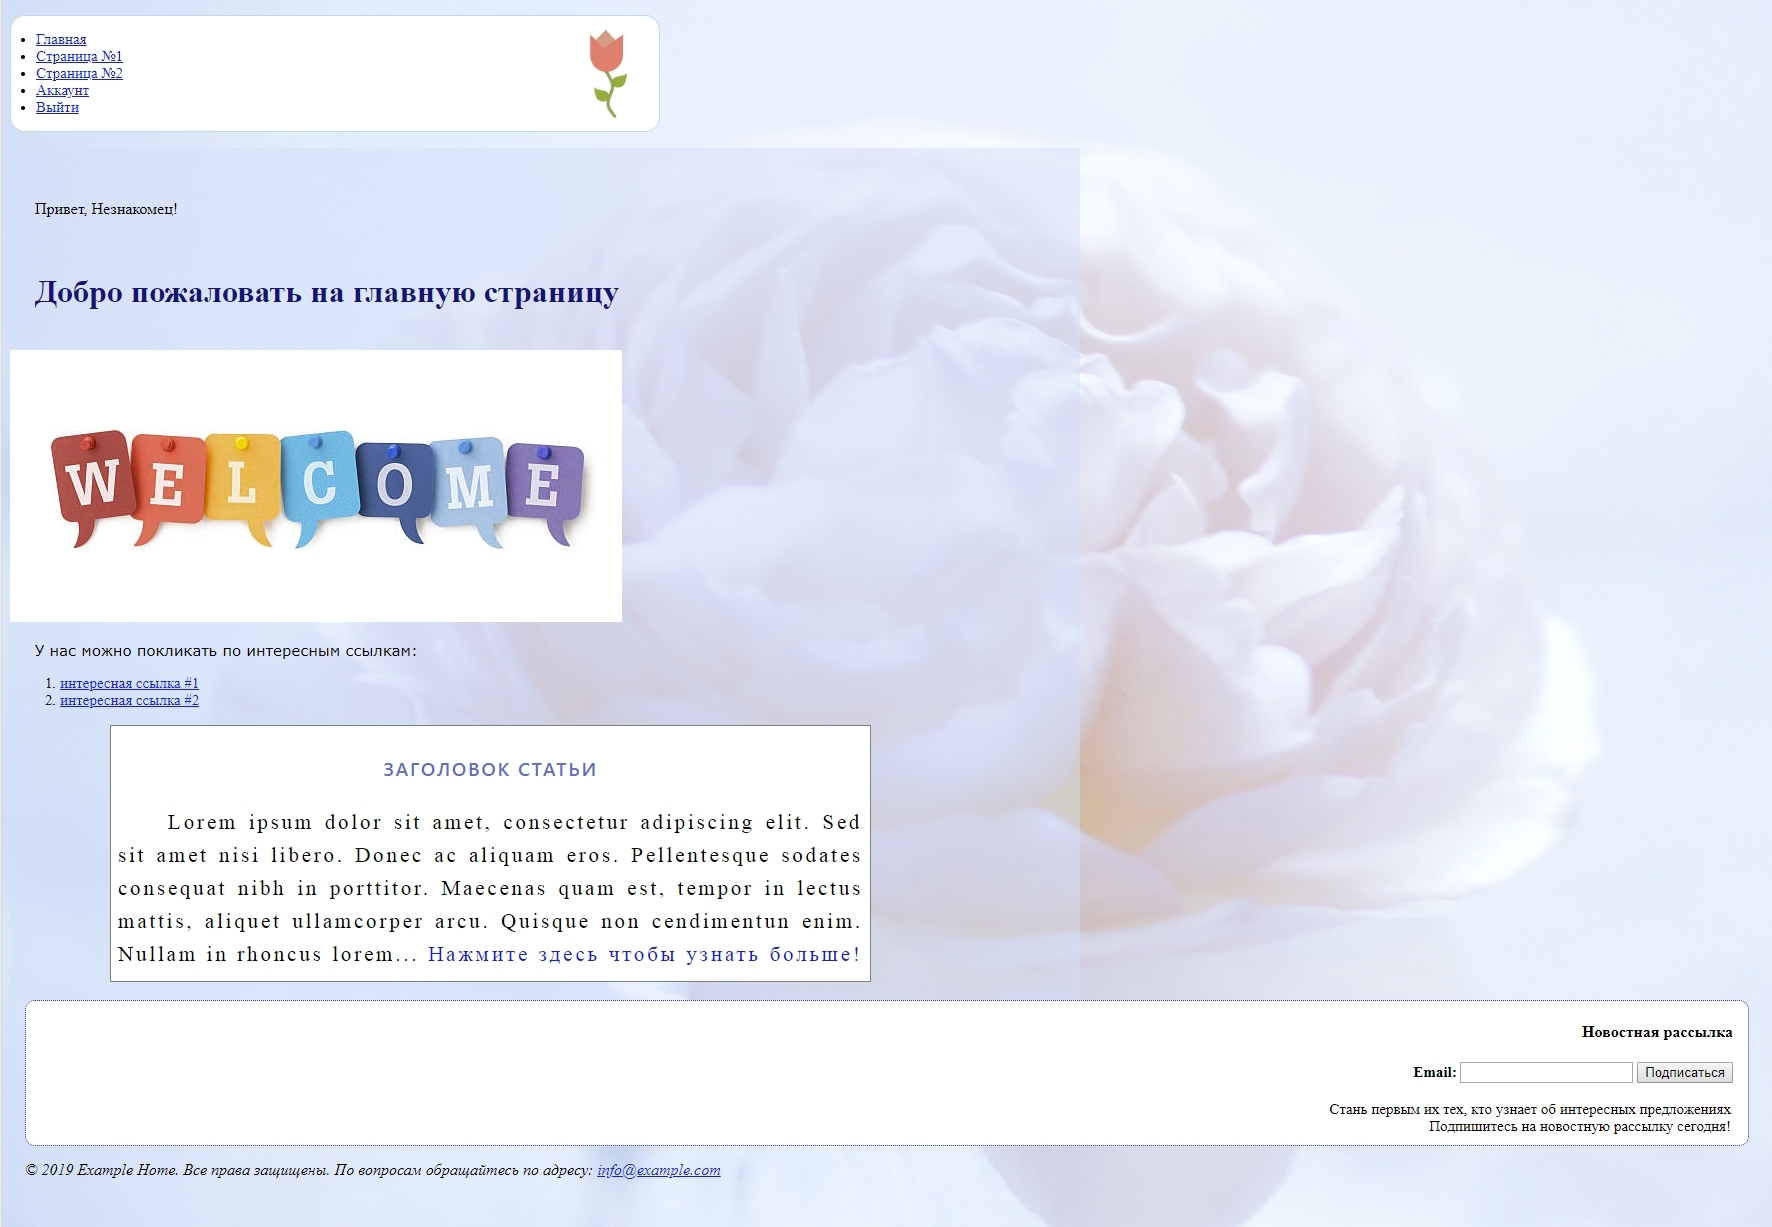 Главная
Страница №1
Страница №2
Аккаунт
Выйти
Привет, Незнакомец!
Добро пожаловать на главную страницу
WELCOME
У нас можно покликать по интересным ссылкам:
1. интересная ссылка #1
2. интересная ссылка #2
ЗАГОЛОВОК СТАТЬИ
Lorem ipsum dolor sit amet, consectetur adipiscing elit. Sed
sit amet nisi libero. Donec ac aliquam eros. Pellentesque sodates
consequat nibh in porttitor. Maecenas quam est, tempor in lectus
mattis, aliquet ullamcorper arcu. Quisque non cendimentun enim.
Nullam in rhoncus lorem... Нажмите здесь чтобы узнать больше!
Новостная рассылка
Email: Подписаться
Стань первым их тех, кто узнает об интересных предложениях
Подпишитесь на новостную рассылку сегодня!
© 2019 Example Home. Все права защищены. По вопросам обращайтесь по адресу: info@example.com